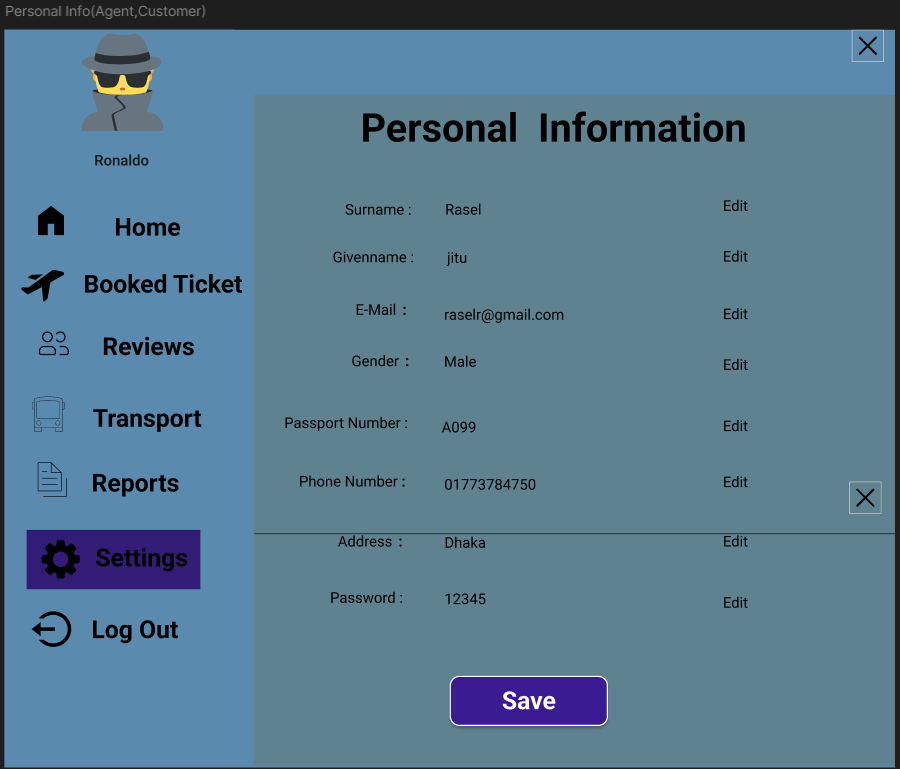 Personal Info(Agent,Customer)
Ronaldo
Home
Booked Ticket
Reviews
Transport
Reports
Settings
Log Out
Personal Information
Surname : Rasel Edit
Givenname : jitu Edit
E-Mail : raselr@gmail.com Edit
Gender : Male Edit
Passport Number : A099 Edit
Phone Number : 01773784750 Edit
Address : Dhaka Edit
Password : 12345 Edit
Save